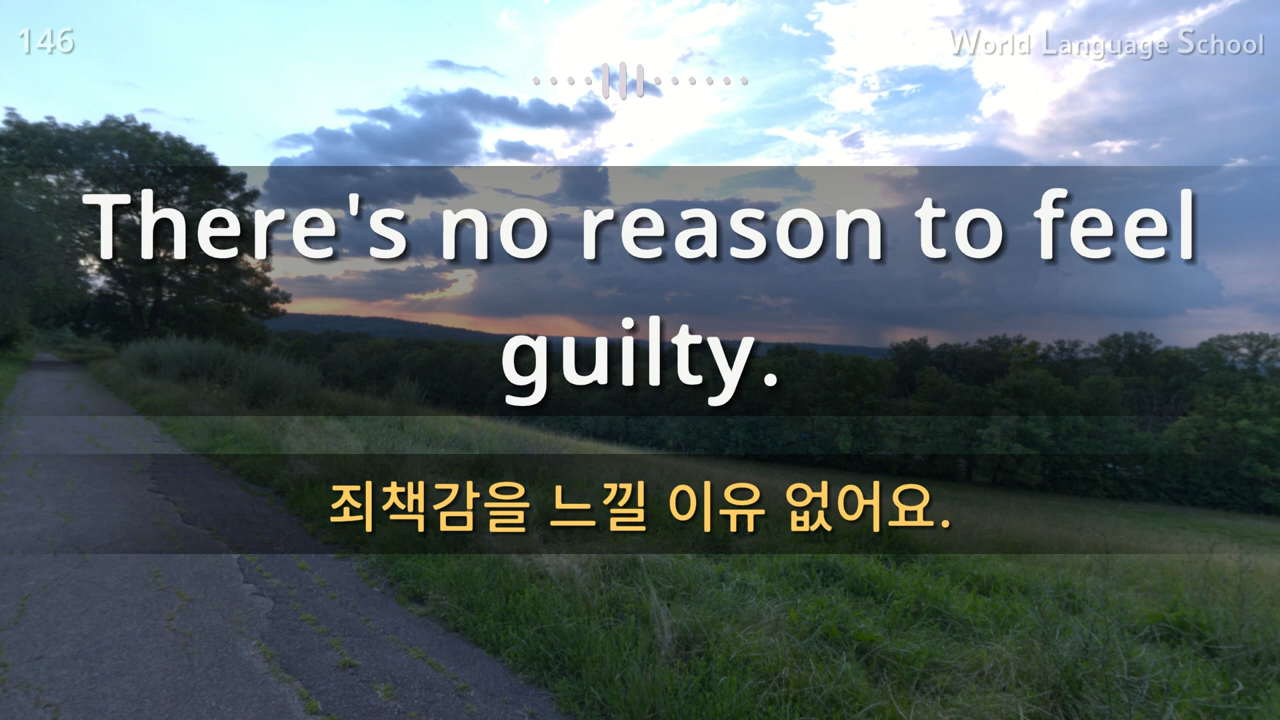 146
World Language School
There's no reason to feel
guilty.
죄책감을 느낄 이유 없어요.